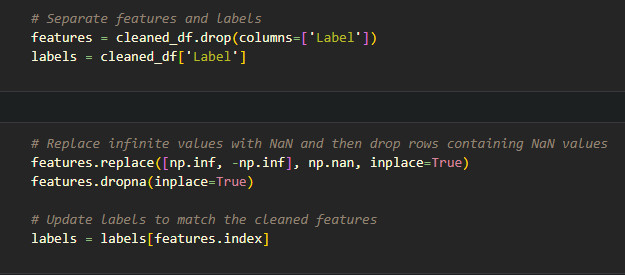 # Separate features and labels
features = cleaned_df.drop(columns=['Label'])
labels = cleaned_df['Label']
# Replace infinite values with NaN and then drop rows containing NaN values
features.replace([np.inf, -np.inf], np.nan, inplace=True)
features.dropna(inplace=True)
# Update labels to match the cleaned features
labels = labels[features.index]